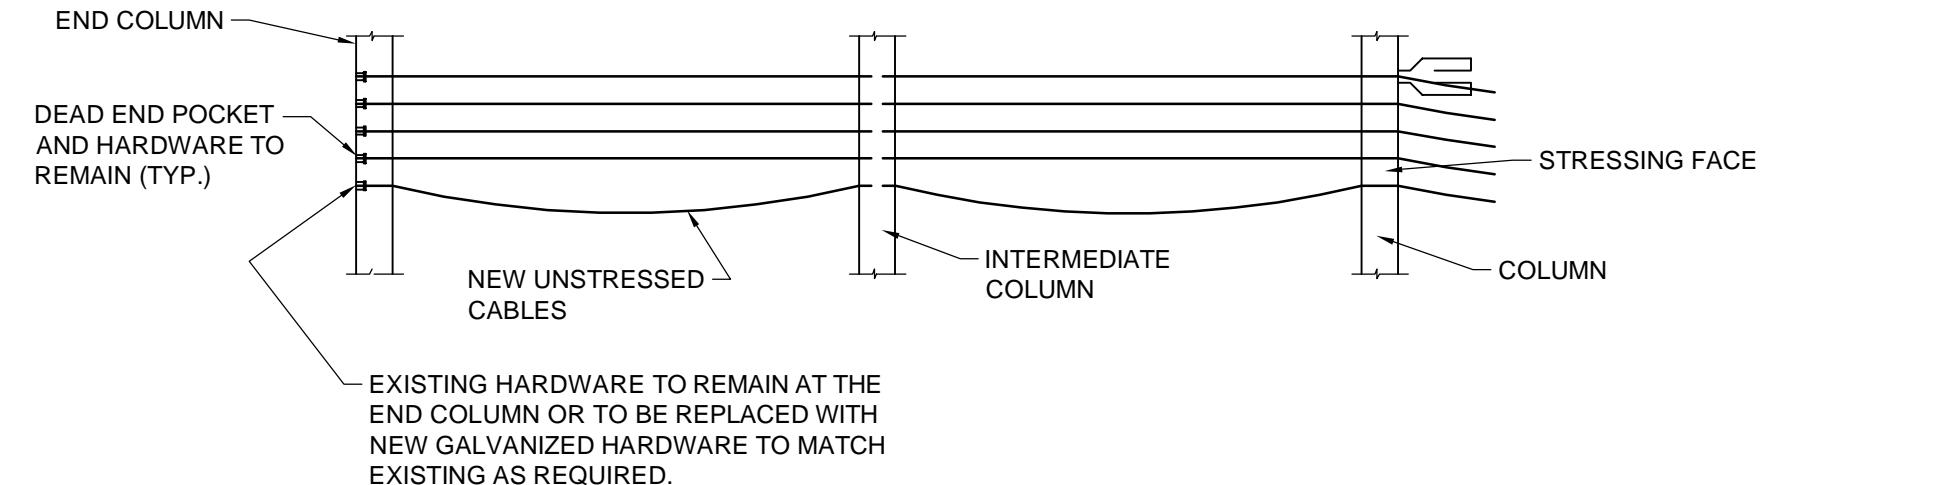 END COLUMN
DEAD END POCKET
AND HARDWARE TO
REMAIN (TYP.)
STRESSING FACE
NEW UNSTRESSED
CABLES
INTERMEDIATE
COLUMN
COLUMN
EXISTING HARDWARE TO REMAIN AT THE
END COLUMN OR TO BE REPLACED WITH
NEW GALVANIZED HARDWARE TO MATCH
EXISTING AS REQUIRED.